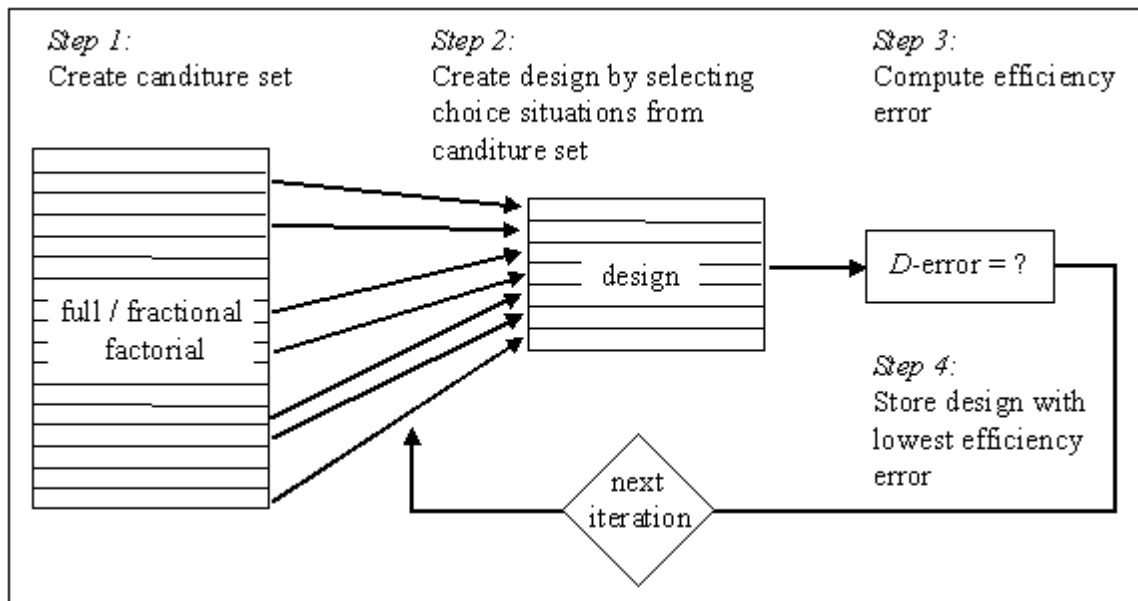 Step 1:
Create canditure set
Step 2:
Create design by selecting
choice situations from
canditure set
Step 3:
Compute efficiency
error
full / fractional
factorial
design
D-error = ?
Step 4:
Store design with
lowest efficiency
error
next
iteration